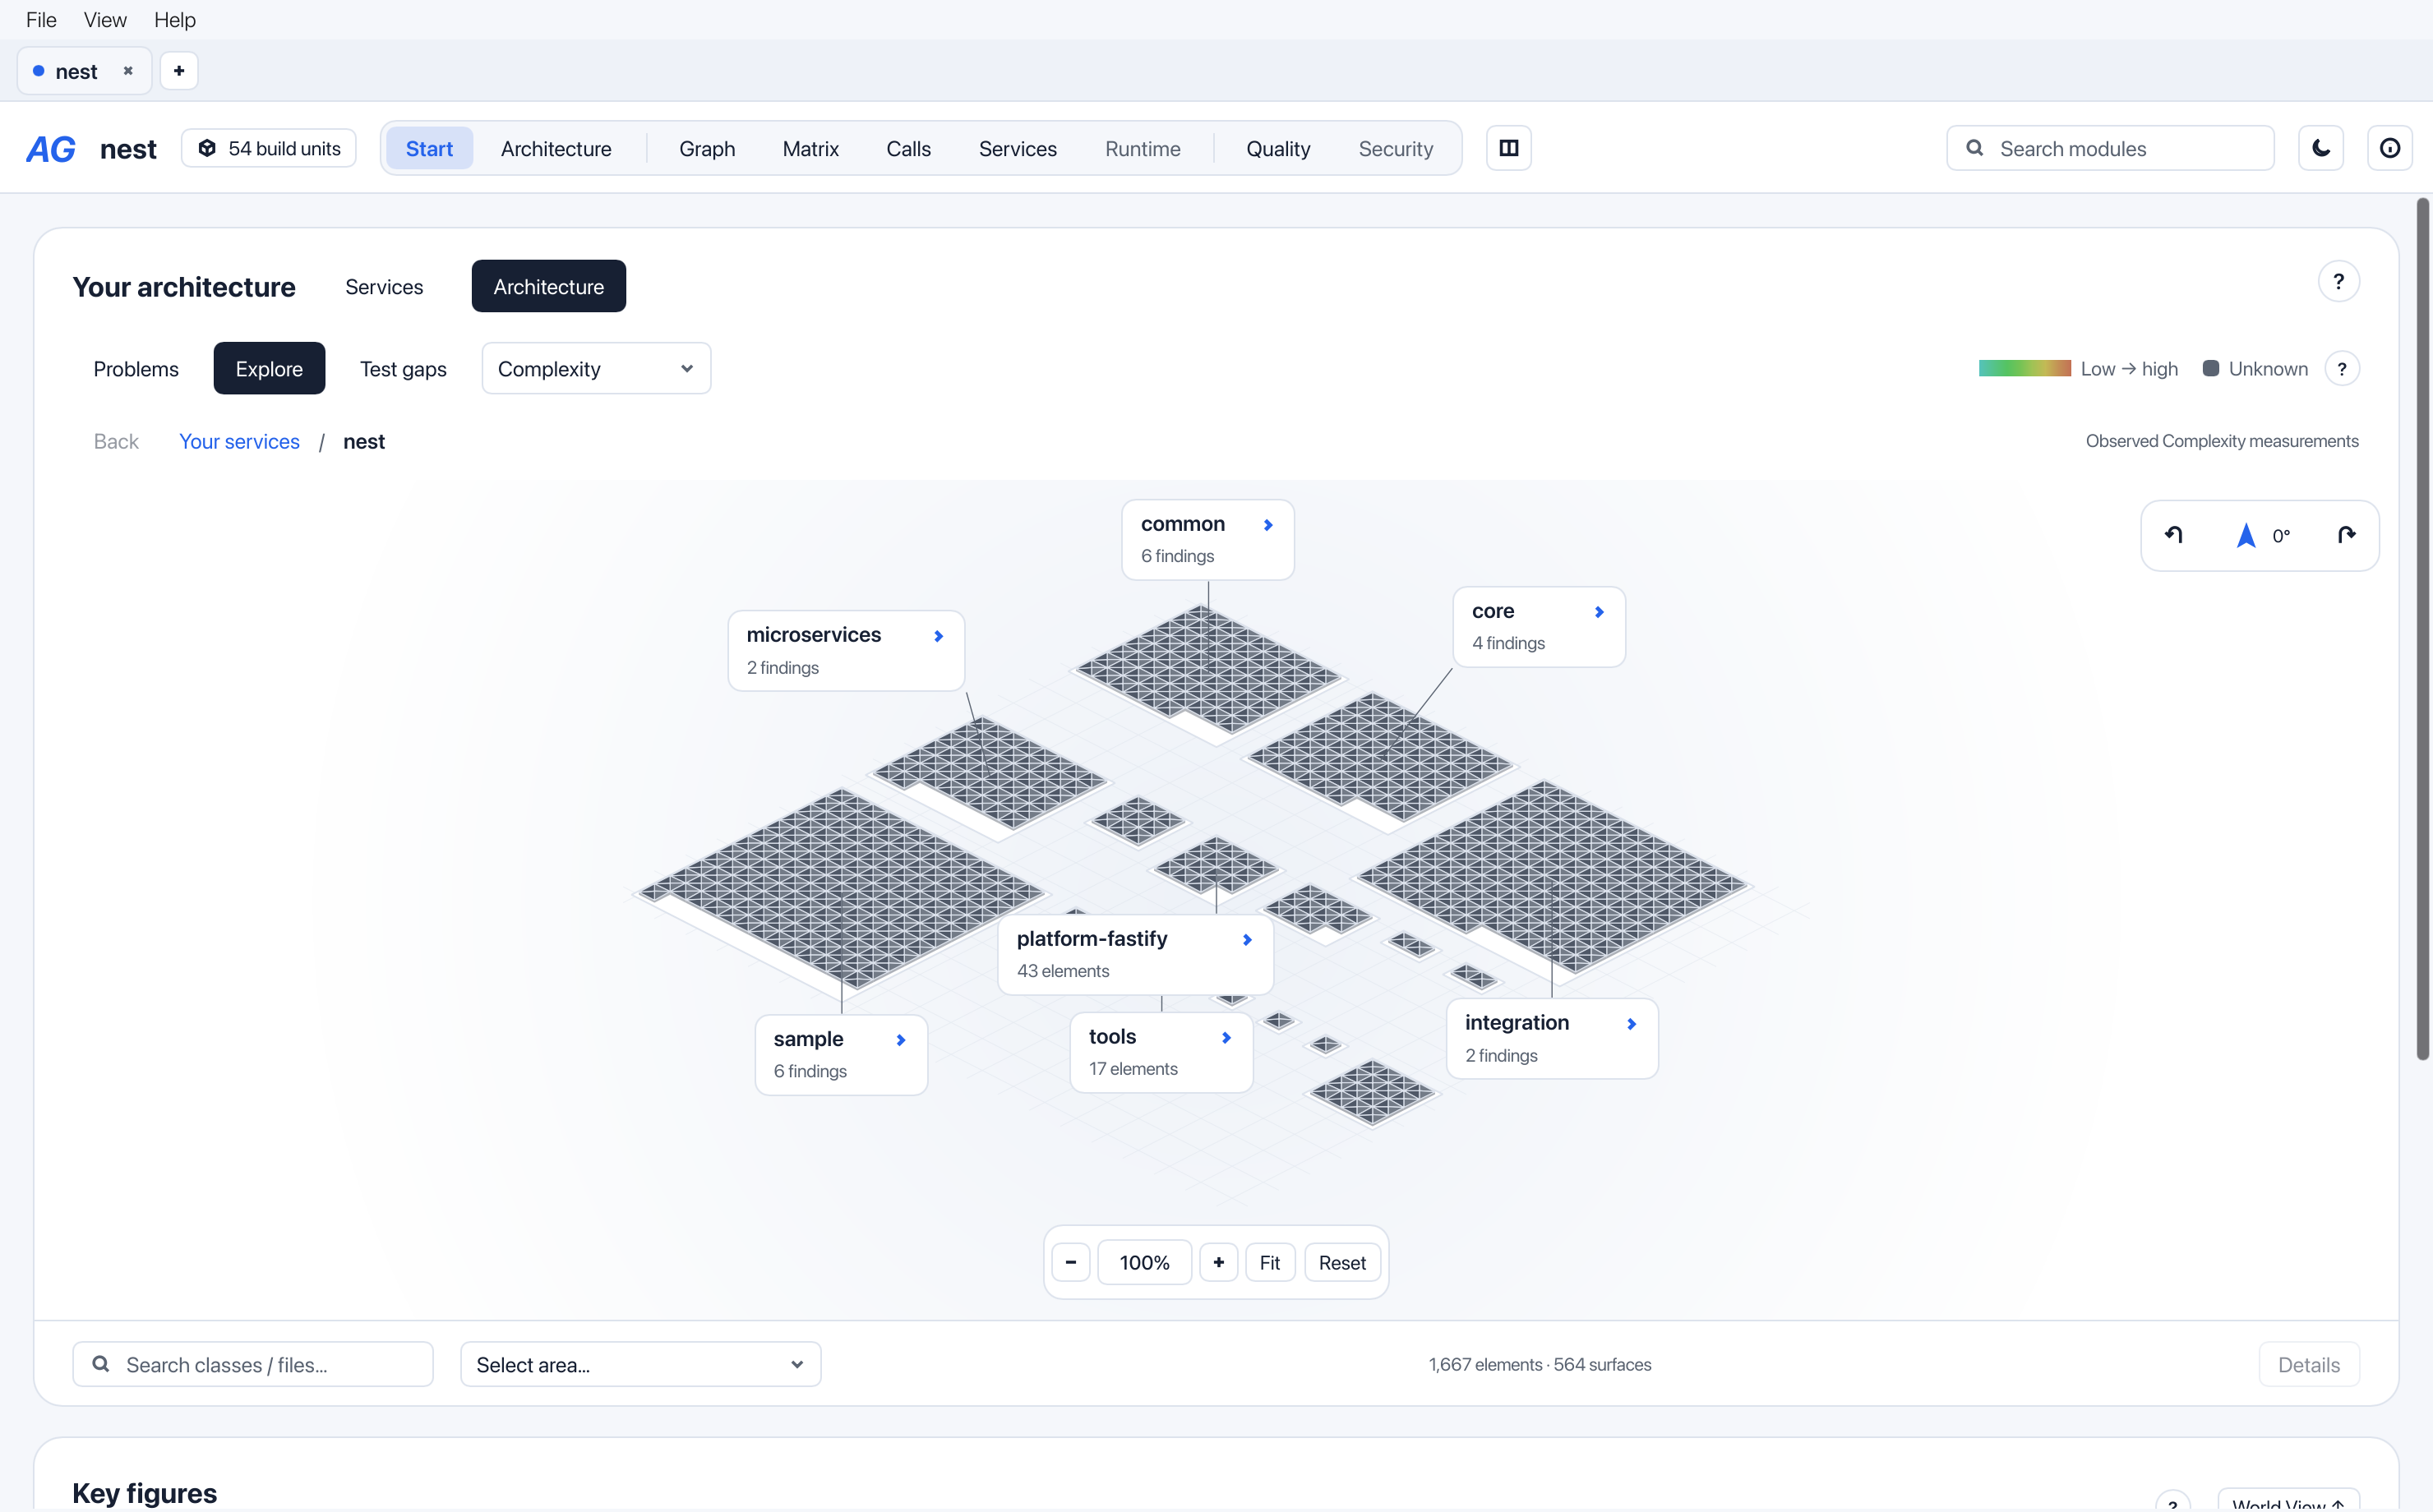 File View Help
nest
AG nest 54 build units Start Architecture Graph Matrix Calls Services Runtime Quality Security Search modules
Your architecture Services Architecture ?
Problems Explore Test gaps Complexity Low → high Unknown ?
Back Your services / nest Observed Complexity measurements
common
6 findings
0°
core
4 findings
microservices
2 findings
platform-fastify
43 elements
integration
2 findings
tools
17 elements
sample
6 findings
− 100% + Fit Reset
Search classes / files... Select area... 1,667 elements · 564 surfaces Details
Key figures ? World View ↑